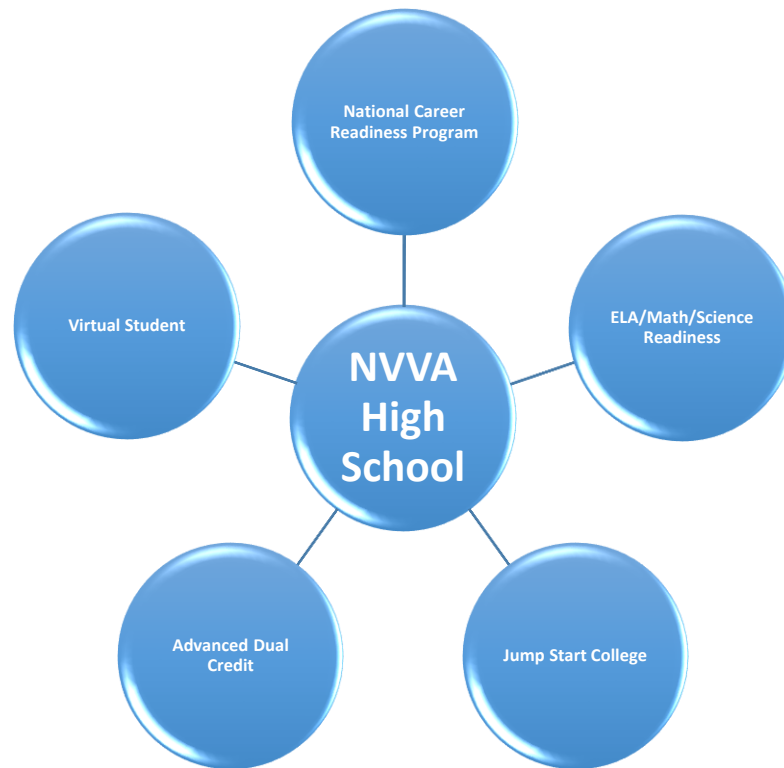 National Career
Readiness Program
Virtual Student
ELA/Math/Science
Readiness
NVVA
High
School
Advanced Dual
Credit
Jump Start College